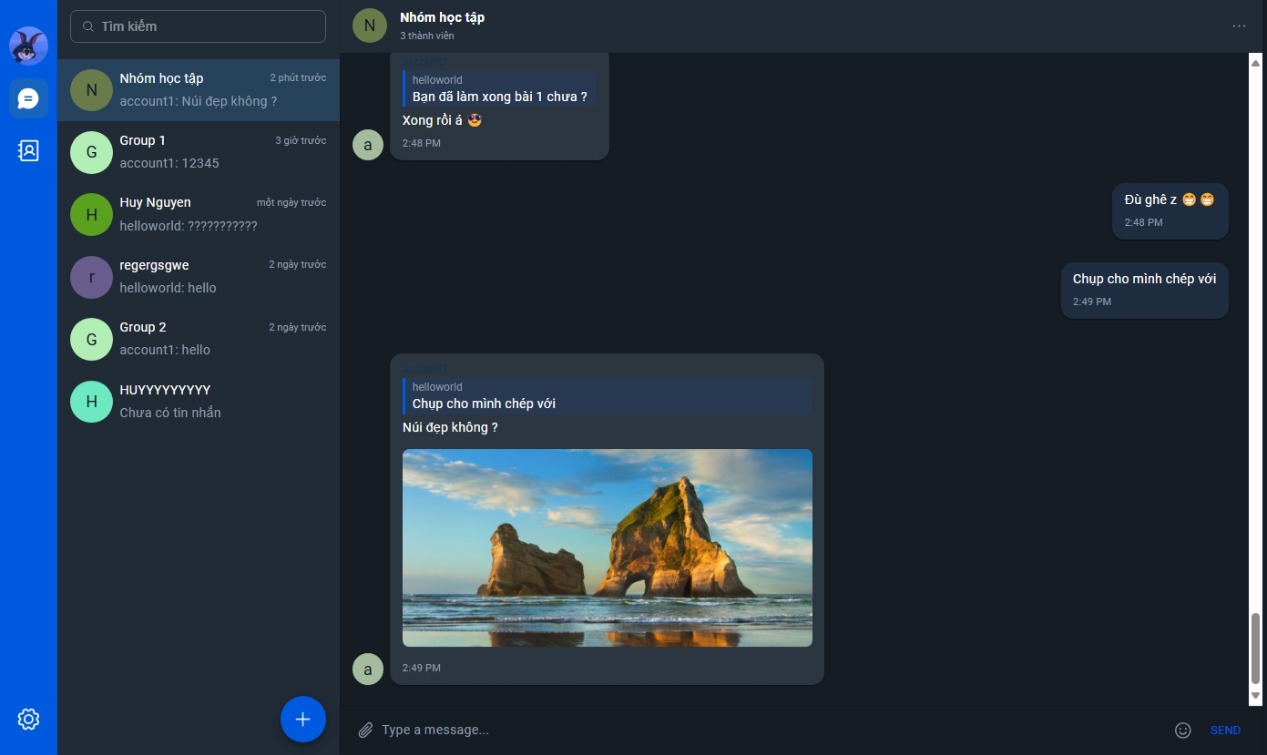 Tìm kiếm
N
Nhóm học tập
2 phút trước
account1: Núi đẹp không ?
G
Group 1
3 giờ trước
account1: 12345
H
Huy Nguyen
một ngày trước
helloworld: ???????????
r
regergsgwe
2 ngày trước
helloworld: hello
G
Group 2
2 ngày trước
account1: hello
H
HUYYYYYYYYY
Chưa có tin nhắn
N
Nhóm học tập
3 thành viên
account1
helloworld
Bạn đã làm xong bài 1 chưa ?
Xong rồi á 😎
2:48 PM
a
Đù ghê z 😁😁
2:48 PM
Chụp cho mình chép với
2:49 PM
account1
helloworld
Chụp cho mình chép với
Núi đẹp không ?
2:49 PM
a
Type a message...
SEND